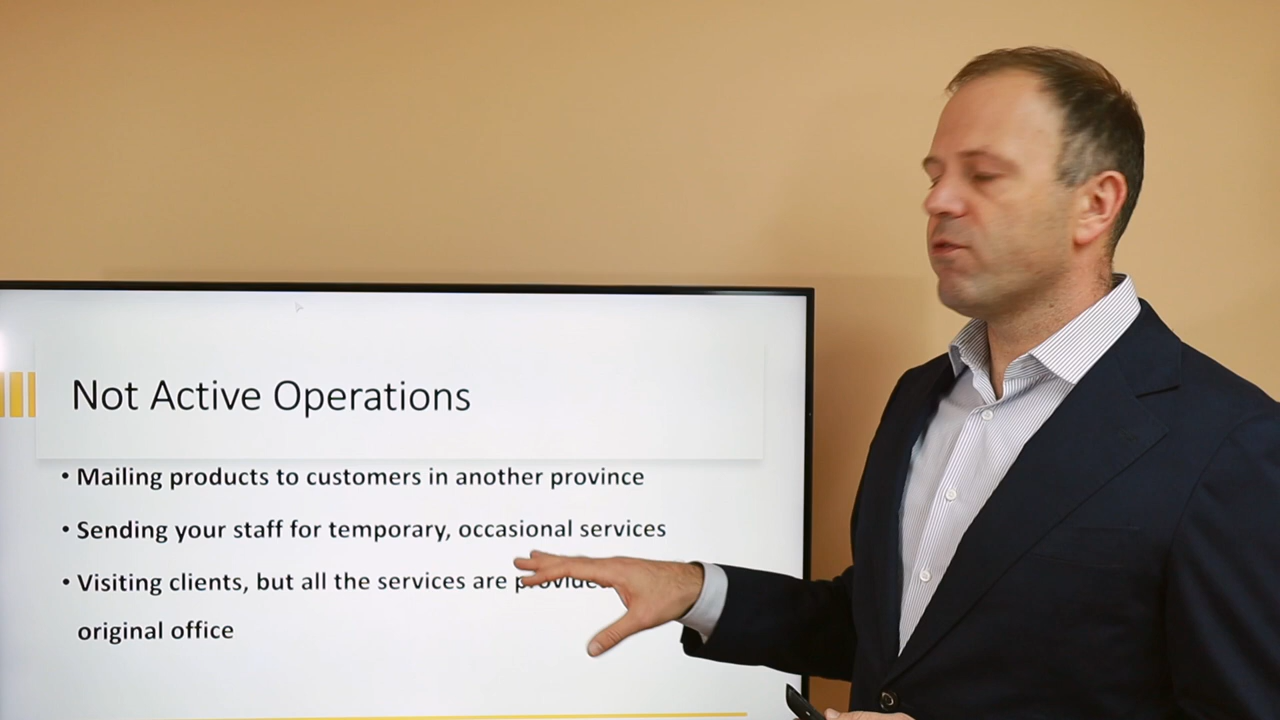 Not Active Operations
• Mailing products to customers in another province
• Sending your staff for temporary, occasional services
• Visiting clients, but all the services are
original office